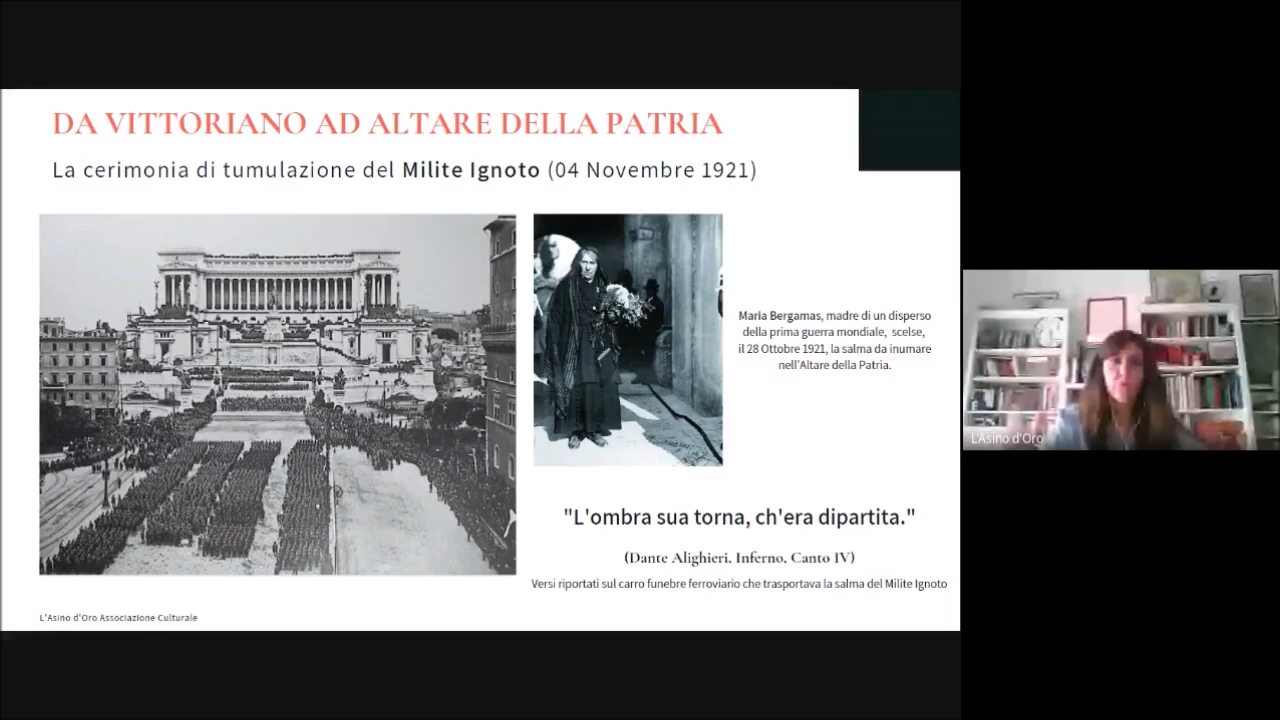 DA VITTORIANO AD ALTARE DELLA PATRIA
La cerimonia di tumulazione del Milite Ignoto (04 Novembre 1921)
Maria Bergamas, madre di un disperso
della prima guerra mondiale, scelse,
il 28 Ottobre 1921, la salma da inumare
nell'Altare della Patria.
"L'ombra sua torna, ch'era dipartita."
(Dante Alighieri, Inferno, Canto IV)
Versi riportati sul carro funebre ferroviario che trasportava la salma del Milite Ignoto
L'Asino d'Oro Associazione Culturale
L'Asino d'Oro